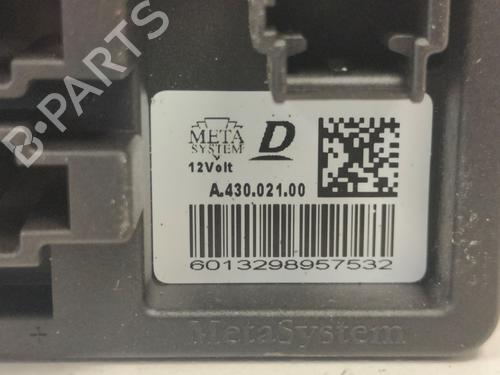 B-PARTS
META
SYSTEM
D
12Volt
A.430.021.00
6013298957532
MetaSystem